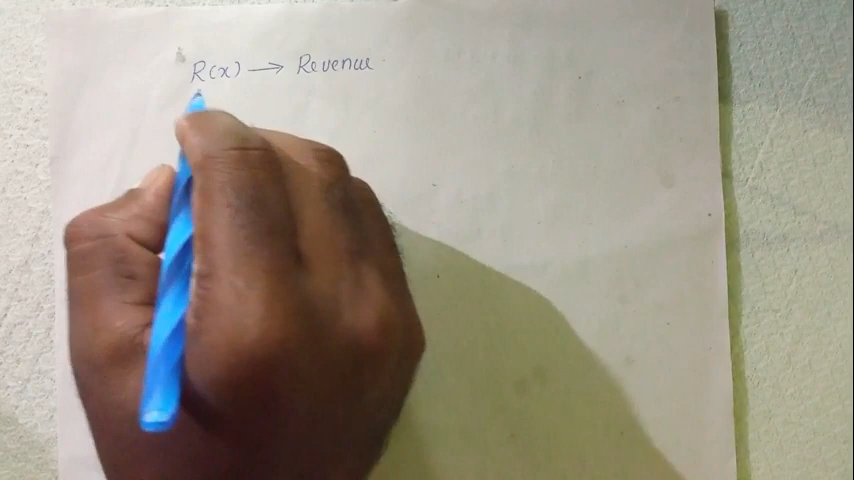 R(x) → Revenue